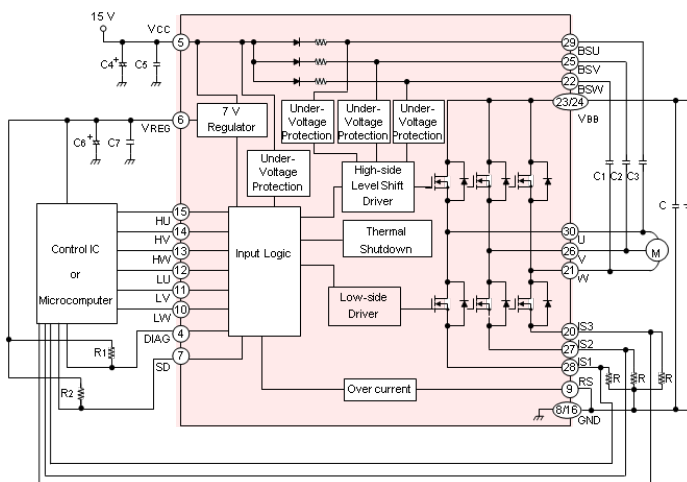 15 V
VCC
5
C4
+
C5
29
BSU
25
BSV
22
BSW
23/24
VBB
6
VREG
7 V
Regulator
Under-
Voltage
Protection
Under-
Voltage
Protection
Under-
Voltage
Protection
Under-
Voltage
Protection
C6
+
C7
High-side
Level Shift
Driver
C1
C2
C3
C
Control IC
or
Microcomputer
15
HU
14
HV
13
HW
12
LU
11
LV
10
LW
4
DIAG
7
SD
R1
R2
Input Logic
Thermal
Shutdown
Low-side
Driver
Over current
30
U
26
V
21
W
M
20
IS3
27
IS2
28
IS1
9
RS
8/16
GND
R
R
R